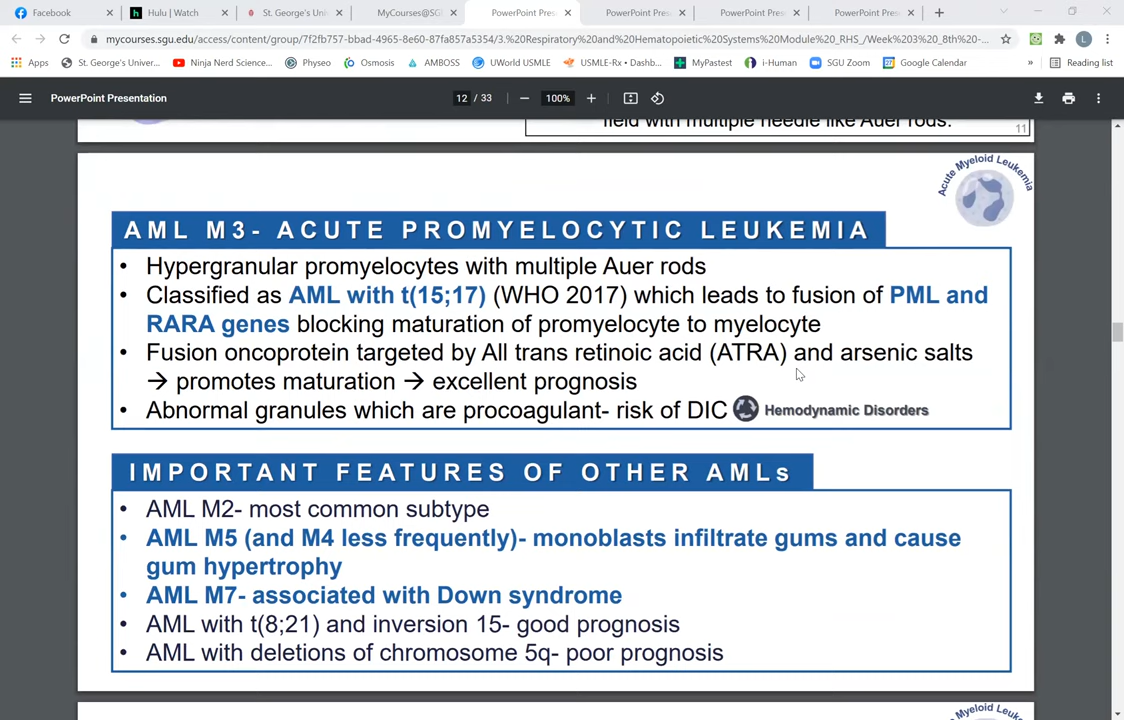 Facebook
Hulu | Watch
St. George's Uni
MyCourses@SG
PowerPoint Pres
PowerPoint Pres
PowerPoint Pres
PowerPoint Pres
mycourses.sgu.edu/access/content/group/7f2fb757-bbad-4965-8e60-87fa857a5354/3.%20Respiratory%20and%20Hematopoietic%20Systems%20Module%20_RHS_/Week%203%20_8th%20-...
Apps
St. George's Univer...
Ninja Nerd Science...
Physeo
Osmosis
AMBOSS
UWorld USMLE
USMLE-Rx • Dashb...
MyPastest
i-Human
SGU Zoom
27 Google Calendar
»
Reading list
PowerPoint Presentation
12 / 33
100%
field with multiple needle like Auer rods.
11
Acute Myeloid Leukemia
AML M3- ACUTE PROMYELOCYTIC LEUKEMIA
• Hypergranular promyelocytes with multiple Auer rods
• Classified as AML with t(15;17) (WHO 2017) which leads to fusion of PML and
RARA genes blocking maturation of promyelocyte to myelocyte
• Fusion oncoprotein targeted by All trans retinoic acid (ATRA) and arsenic salts
→ promotes maturation → excellent prognosis
• Abnormal granules which are procoagulant- risk of DIC
Hemodynamic Disorders
IMPORTANT FEATURES OF OTHER AMLs
• AML M2- most common subtype
• AML M5 (and M4 less frequently)- monoblasts infiltrate gums and cause
gum hypertrophy
• AML M7- associated with Down syndrome
• AML with t(8;21) and inversion 15- good prognosis
• AML with deletions of chromosome 5q- poor prognosis